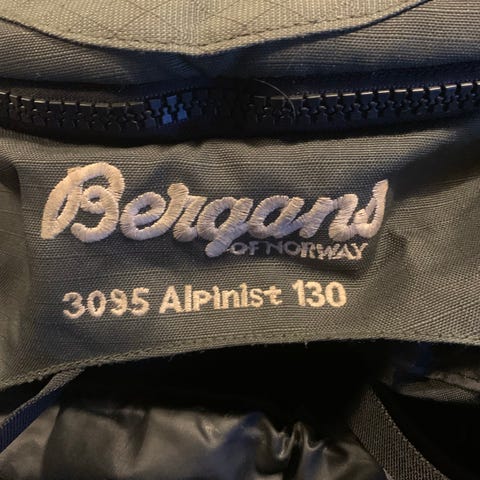 Bergans
OF NORWAY
3095 Alpinist 130